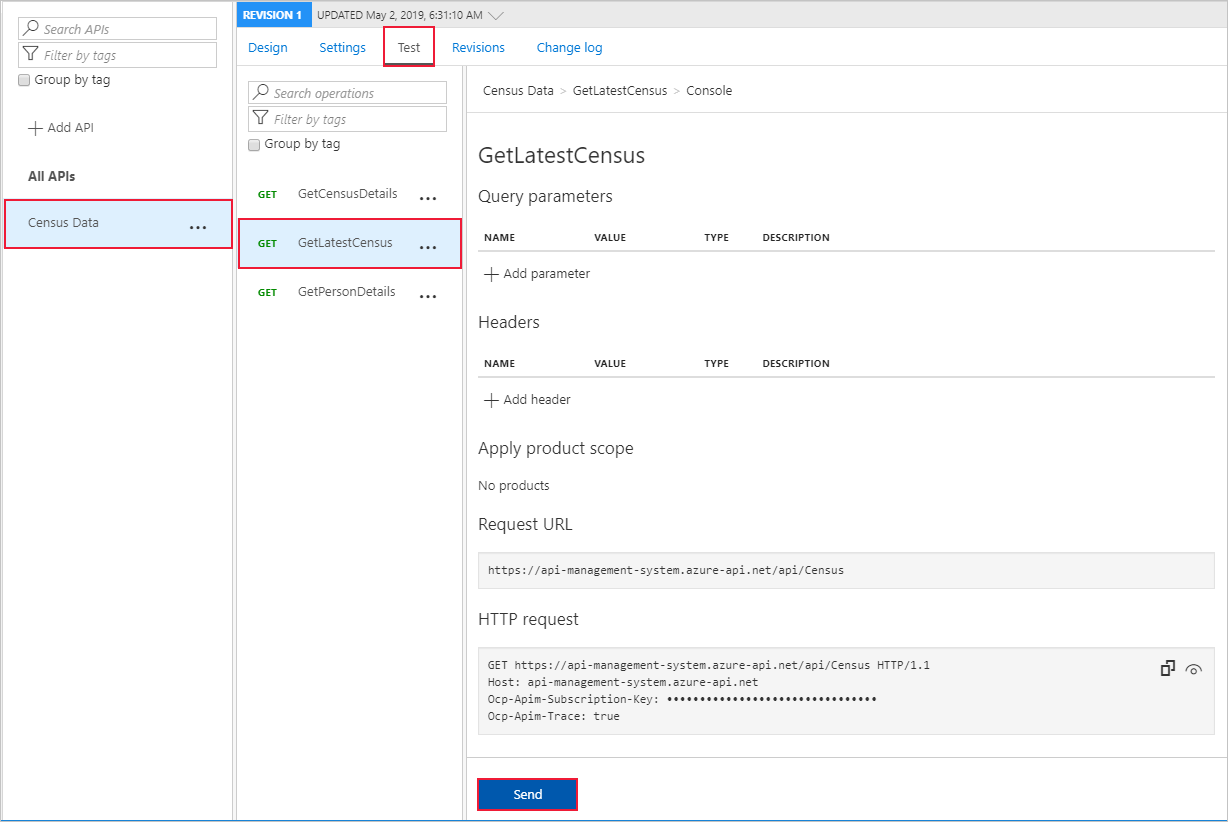 Search APIs
Filter by tags
Group by tag
Add API
All APIs
Census Data ...
REVISION 1 UPDATED May 2, 2019, 6:31:10 AM
Design Settings Test Revisions Change log
Search operations
Filter by tags
Group by tag
GET GetCensusDetails ...
GET GetLatestCensus ...
GET GetPersonDetails ...
Census Data > GetLatestCensus > Console
GetLatestCensus
Query parameters
NAME VALUE TYPE DESCRIPTION
Add parameter
Headers
NAME VALUE TYPE DESCRIPTION
Add header
Apply product scope
No products
Request URL
https://api-management-system.azure-api.net/api/Census
HTTP request
GET https://api-management-system.azure-api.net/api/Census HTTP/1.1
Host: api-management-system.azure-api.net
Ocp-Apim-Subscription-Key: ••••••••••••••••••••••••••••••••
Ocp-Apim-Trace: true
Send